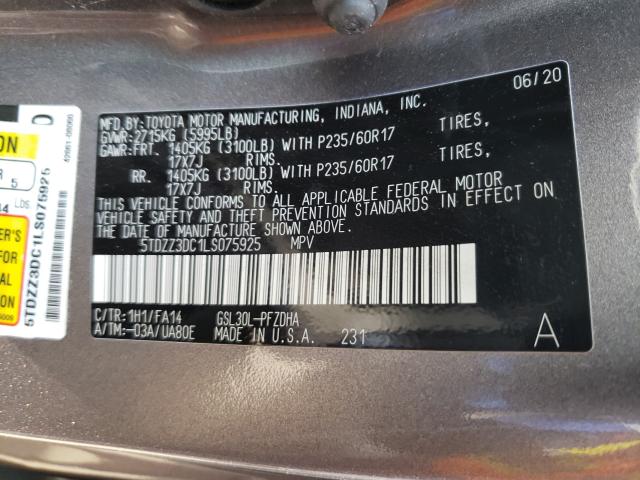 06/20
MFD.BY:TOYOTA MOTOR MANUFACTURING, INDIANA, INC.
GVWR:2715KG (5995LB)
GAWR:FRT. 1405KG (3100LB) WITH P235/60R17 TIRES,
17X7J RIMS.
RR. 1405KG (3100LB) WITH P235/60R17 TIRES,
17X7J RIMS.
THIS VEHICLE CONFORMS TO ALL APPLICABLE FEDERAL MOTOR
VEHICLE SAFETY AND THEFT PREVENTION STANDARDS IN EFFECT ON
THE DATE OF MANUFACTURE SHOWN ABOVE.
5TDZZ3DC1LS075925 MPV
C/TR:1H1/FA14 GSL30L-PFZDHA
A/TM:-03A/UA80E MADE IN U.S.A. 231
A
5TDZZ3DC1LS075925
5
LBS